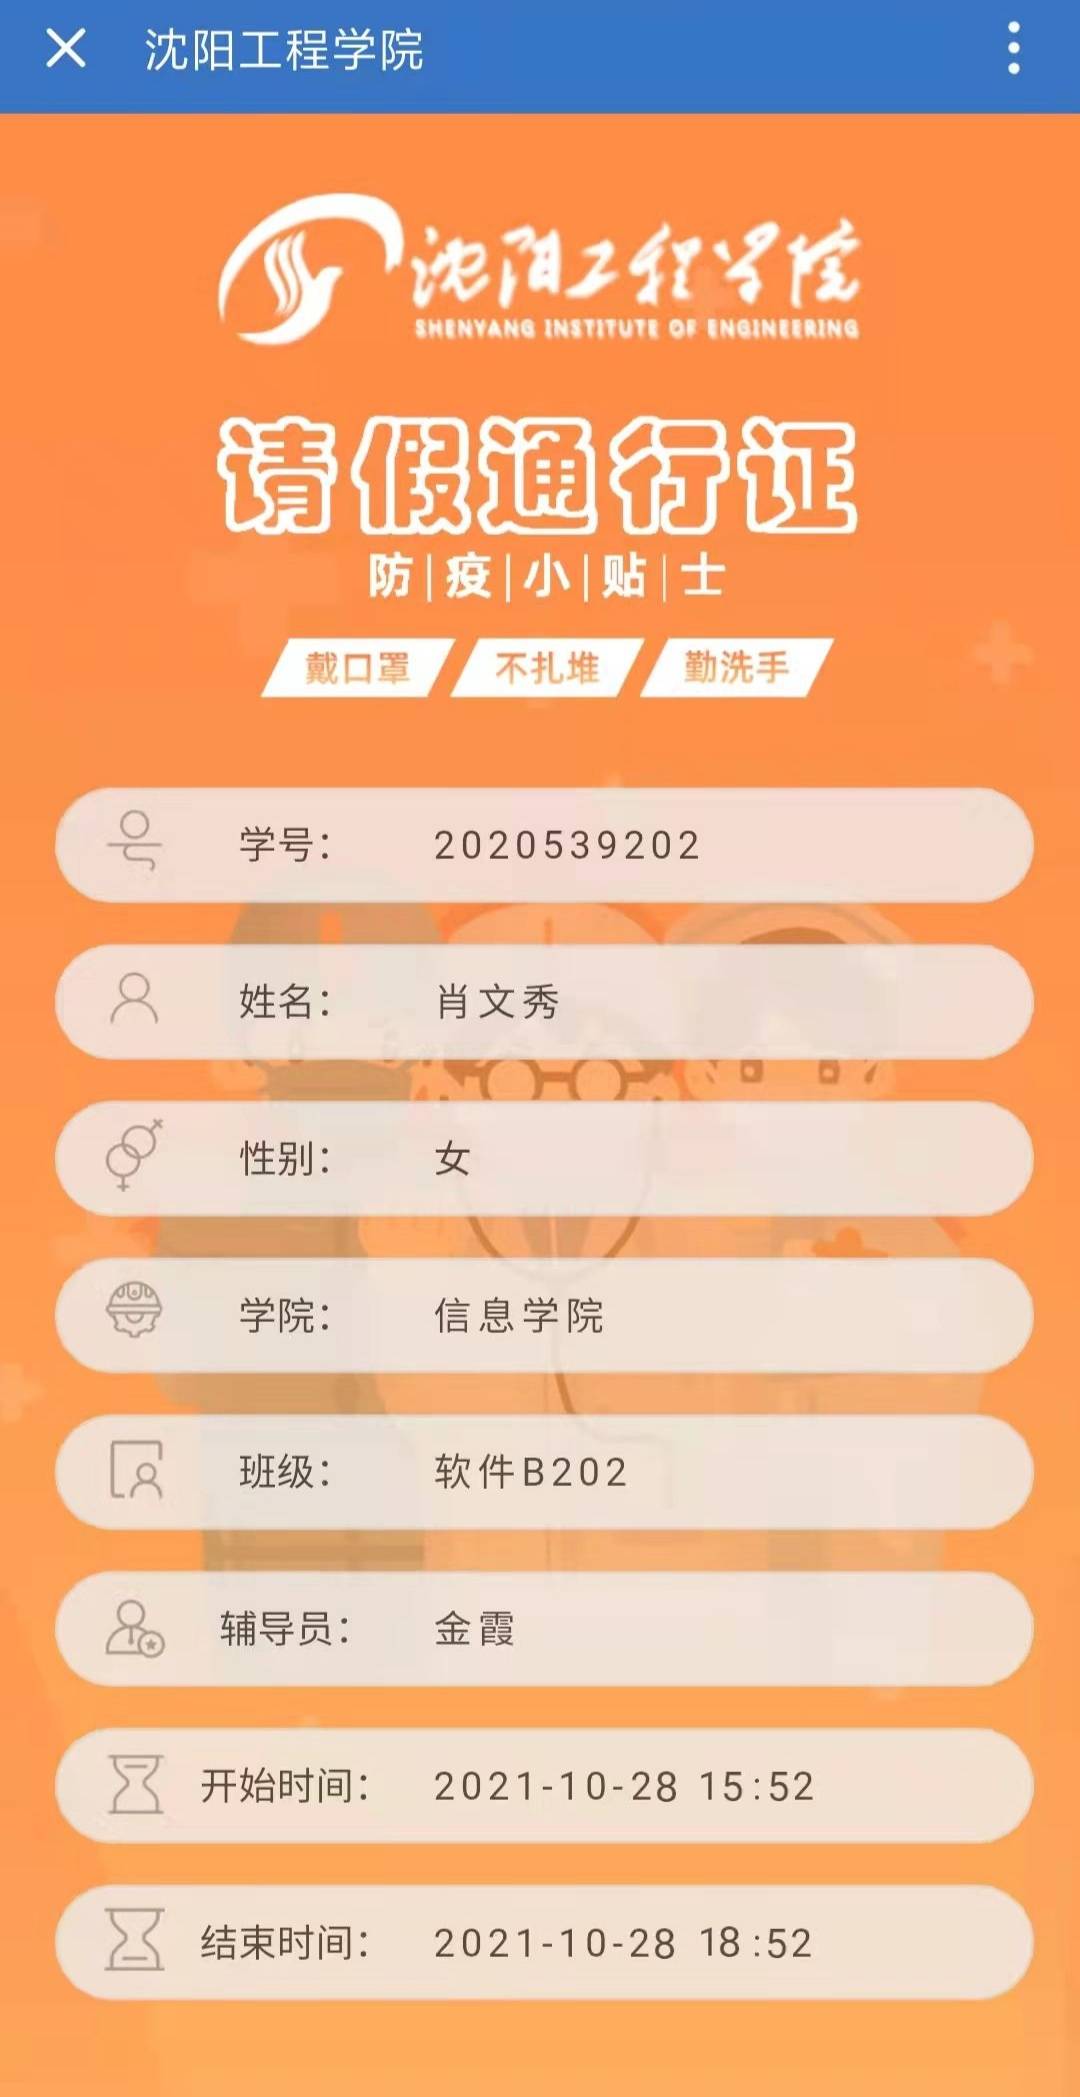 沈阳工程学院
沈阳工程学院
SHENYANG INSTITUTE OF ENGINEERING
请假通行证
防|疫|小|贴|士
戴口罩 不扎堆 勤洗手
学号： 2020539202
姓名： 肖文秀
性别： 女
学院： 信息学院
班级： 软件B202
辅导员： 金霞
开始时间： 2021-10-28 15:52
结束时间： 2021-10-28 18:52